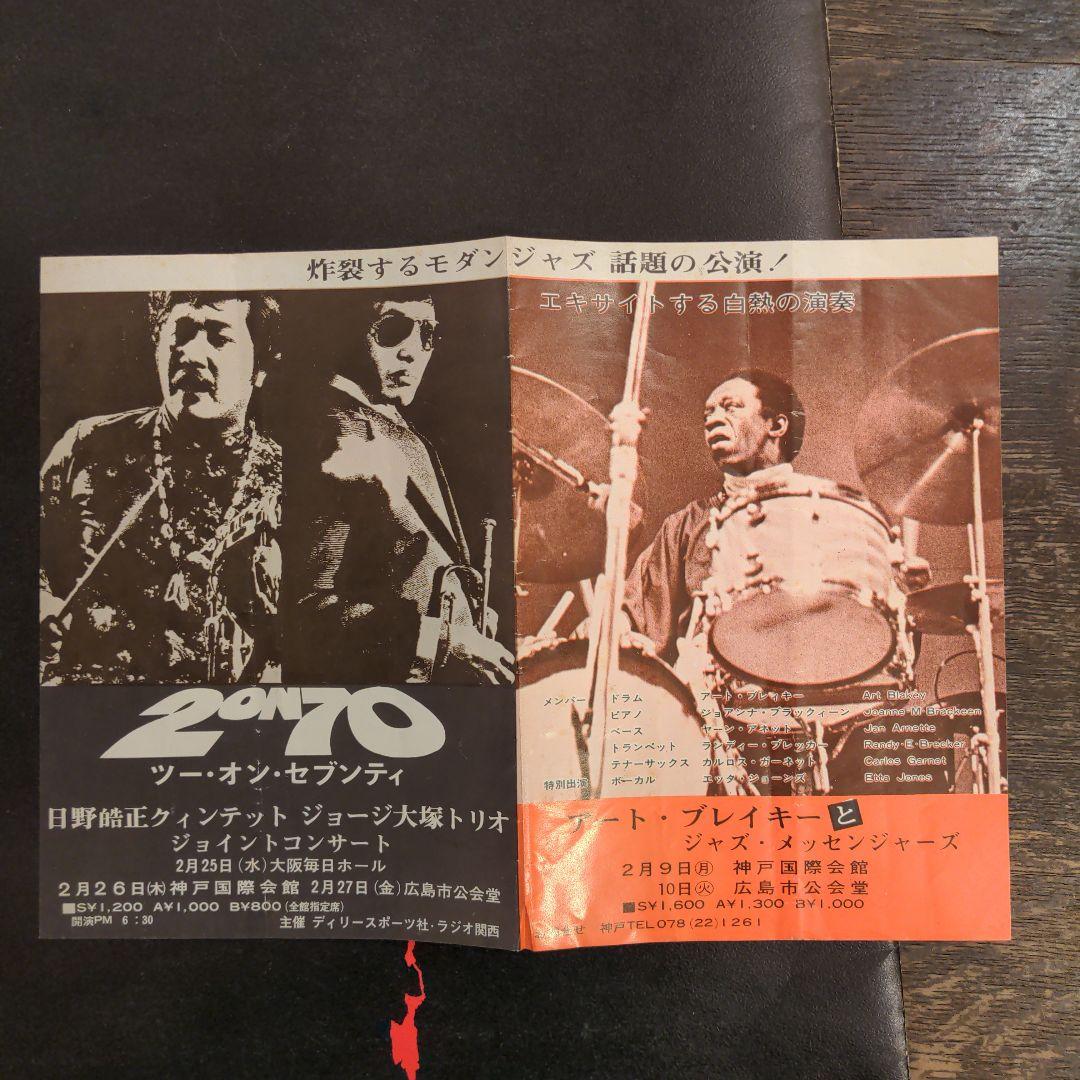 炸裂するモダンジャズ 話題の公演!
2ON70
ツー・オン・セブンティ
日野皓正クィンテット ジョージ大塚トリオ
ジョイントコンサート
2月25日(水)大阪毎日ホール
2月26日(木)神戸国際会館 2月27日(金)広島市公会堂
■S¥1,200 A¥1,000 B¥800(全館指定席)
開演PM 6:30 主催 デイリースポーツ社・ラジオ関西
エキサイトする白熱の演奏
メンバー ドラム アート・ブレィキー Art Blakey
ピアノ ジョアンナ・ブラックィーン Joanne M Brackeen
ベース ヤーン・アネット Jan Arnette
トランペット ランディー・ブレッカー Randy E Brecker
テナーサックス カルロス・ガーネット Carlos Garnet
特別出演 ボーカル エッタ・ジョーンズ Etta Jones
アート・ブレイキーと
ジャズ・メッセンジャーズ
2月9日(月) 神戸国際会館
10日(火) 広島市公会堂
■S¥1,600 A¥1,300 B¥1,000
神戸TEL078(22)1261